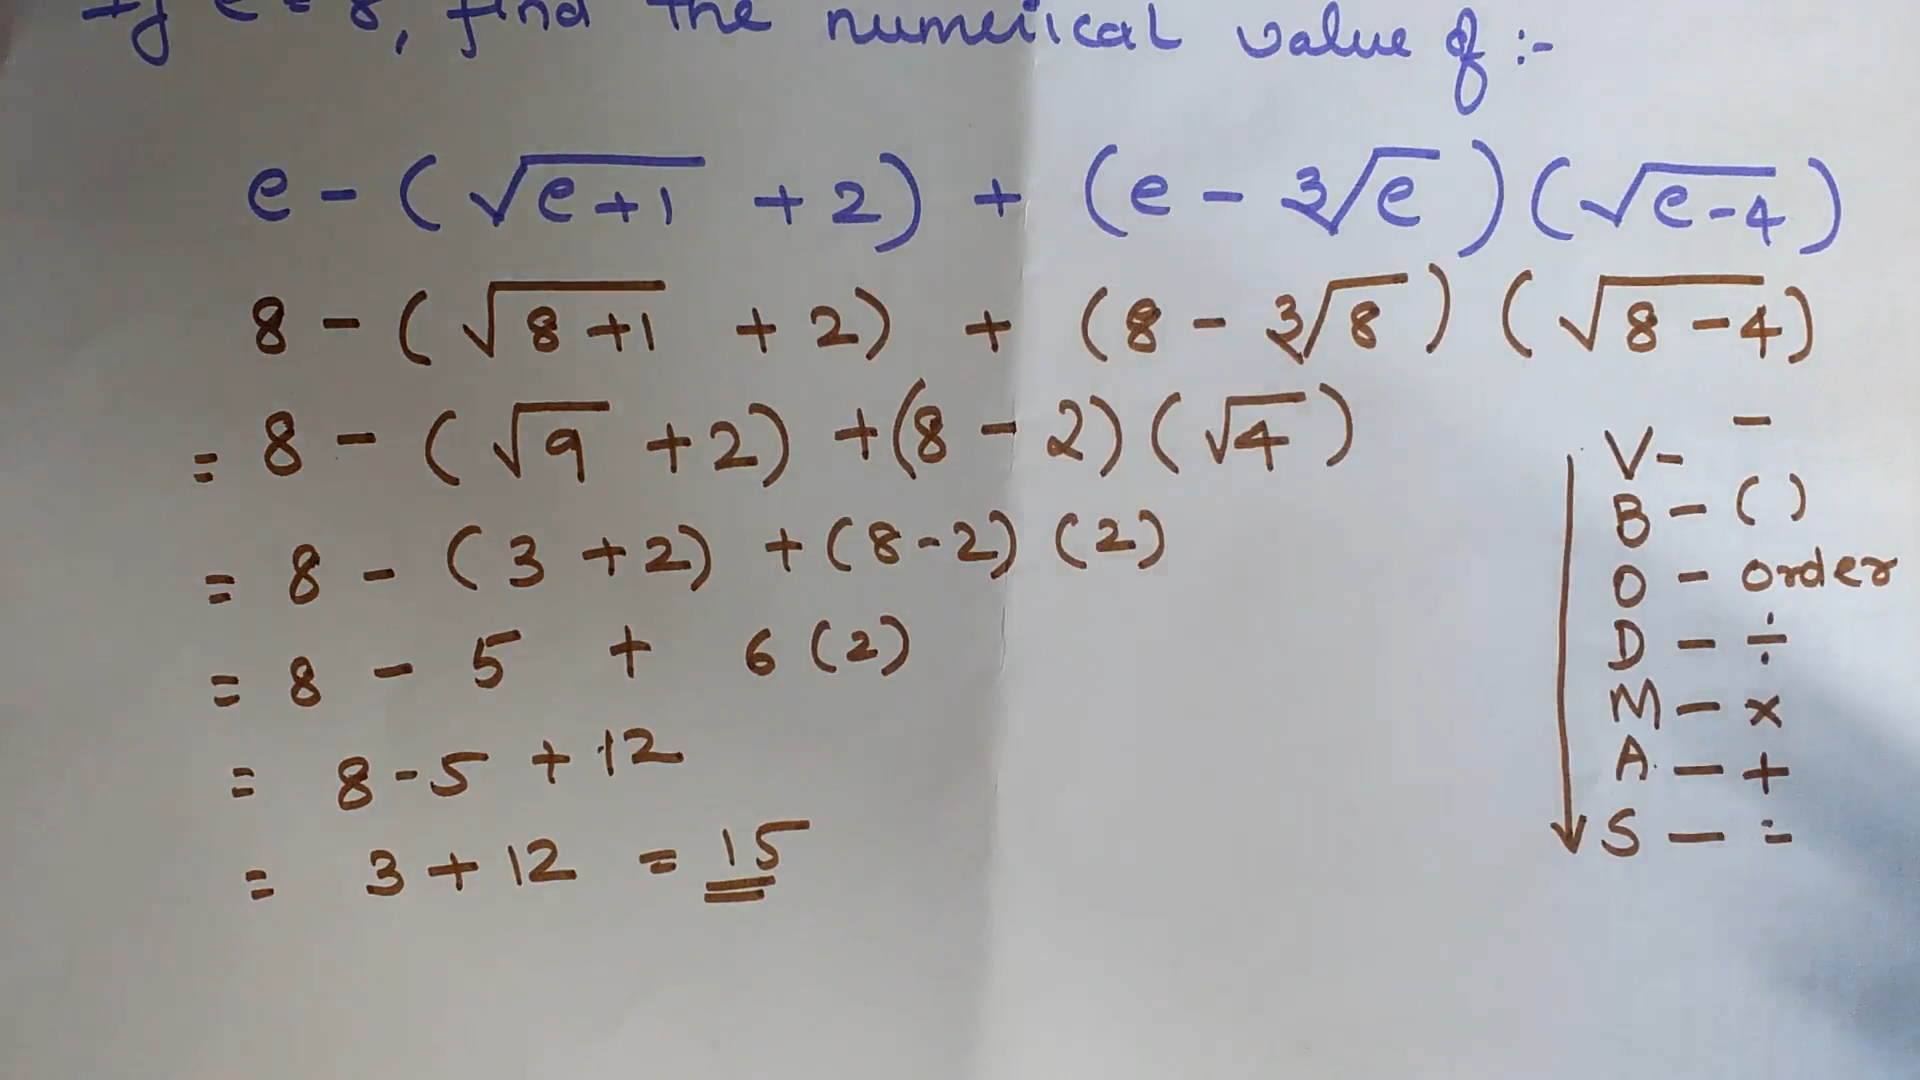 If e = 8, find the numerical value of :-
e - (√e+1 + 2) + (e - ∛e) (√e-4)
8 - (√8+1 + 2) + (8 - ∛8) (√8-4)
= 8 - (√9 + 2) + (8 - 2) (√4)
= 8 - (3 + 2) + (8-2) (2)
= 8 - 5 + 6 (2)
= 8 - 5 + 12
= 3 + 12 = 15
V - —
B - ( )
O - order
D - ÷
M - ×
A - +
S - =